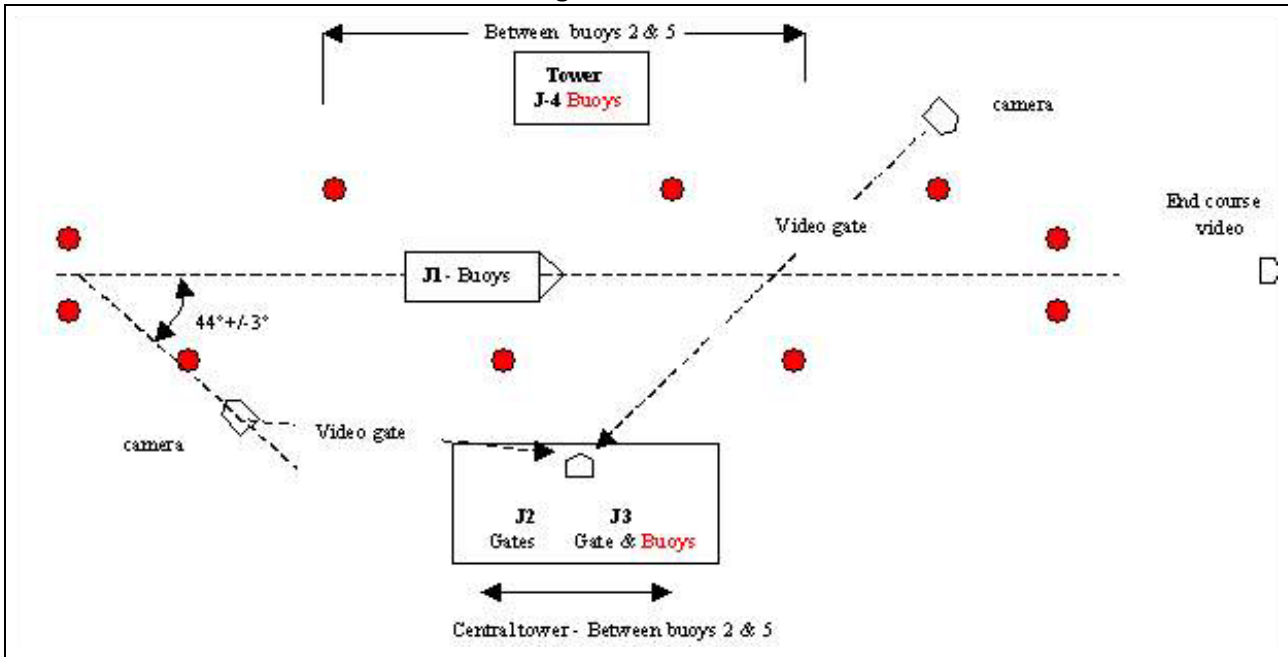 Between buoys 2 & 5
Tower
J-4 Buoys
camera
End course
video
Video gate
J1 - Buoys
44°+/-3°
camera
Video gate
J2 J3
Gates Gate & Buoys
Central tower - Between buoys 2 & 5